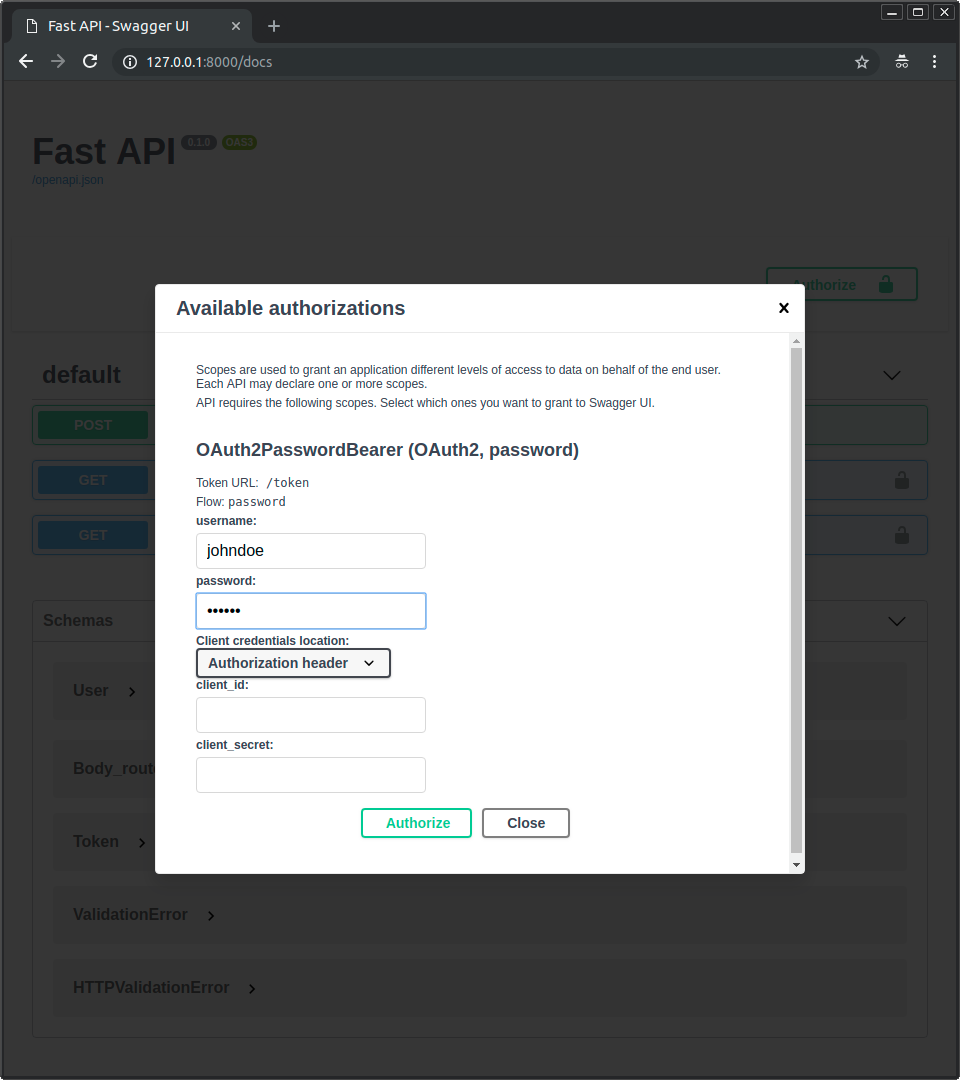 Fast API - Swagger UI
127.0.0.1:8000/docs
Fast API 0.1.0 OAS3
/openapi.json
Authorize
Available authorizations
default
Scopes are used to grant an application different levels of access to data on behalf of the end user.
Each API may declare one or more scopes.
API requires the following scopes. Select which ones you want to grant to Swagger UI.
POST
OAuth2PasswordBearer (OAuth2, password)
GET
Token URL: /token
Flow: password
username:
GET
johndoe
password:
••••••
Schemas
Client credentials location:
Authorization header
client_id:
User
client_secret:
Authorize Close
Token
ValidationError
HTTPValidationError